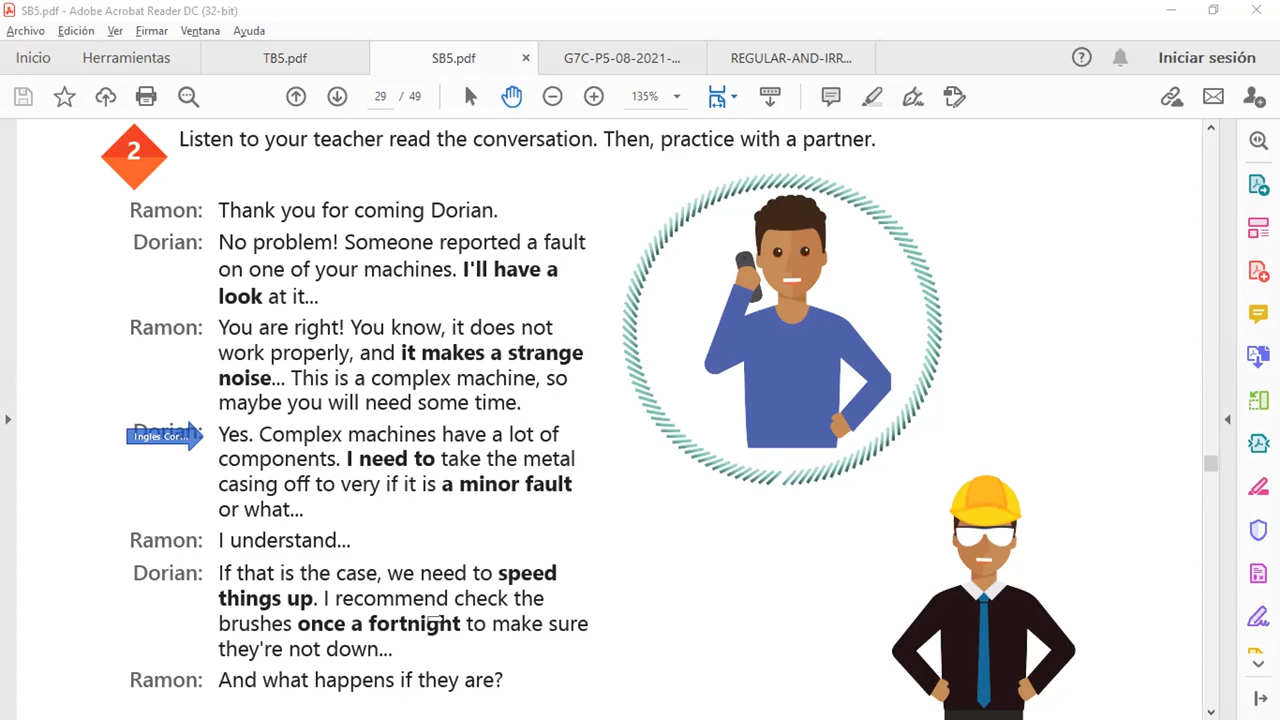 SB5.pdf - Adobe Acrobat Reader DC (32-bit)
Archivo Edición Ver Firmar Ventana Ayuda
Inicio Herramientas TB5.pdf SB5.pdf × G7C-P5-08-2021-... REGULAR-AND-IRR... Iniciar sesión
29 / 49 135%
2 Listen to your teacher read the conversation. Then, practice with a partner.
Ramon: Thank you for coming Dorian.
Dorian: No problem! Someone reported a fault
on one of your machines. I'll have a
look at it...
Ramon: You are right! You know, it does not
work properly, and it makes a strange
noise... This is a complex machine, so
maybe you will need some time.
Dorian: Yes. Complex machines have a lot of
Ingles Cor...
components. I need to take the metal
casing off to very if it is a minor fault
or what...
Ramon: I understand...
Dorian: If that is the case, we need to speed
things up. I recommend check the
brushes once a fortnight to make sure
they're not down...
Ramon: And what happens if they are?